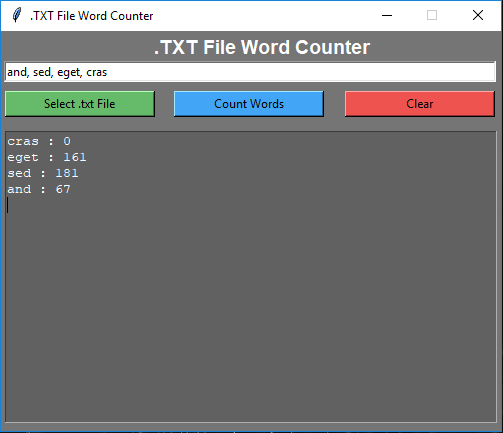 .TXT File Word Counter
.TXT File Word Counter
and, sed, eget, cras
Select .txt File
Count Words
Clear
cras : 0
eget : 161
sed : 181
and : 67